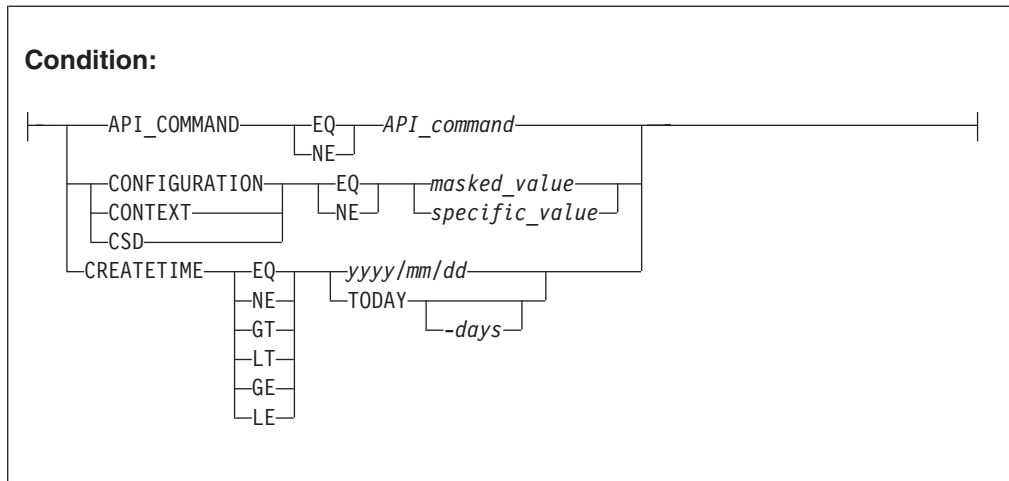 Condition:
API_COMMAND EQ API_command
NE
CONFIGURATION EQ masked_value
CONTEXT NE specific_value
CSD
CREATETIME EQ yyyy/mm/dd
NE TODAY
GT -days
LT
GE
LE